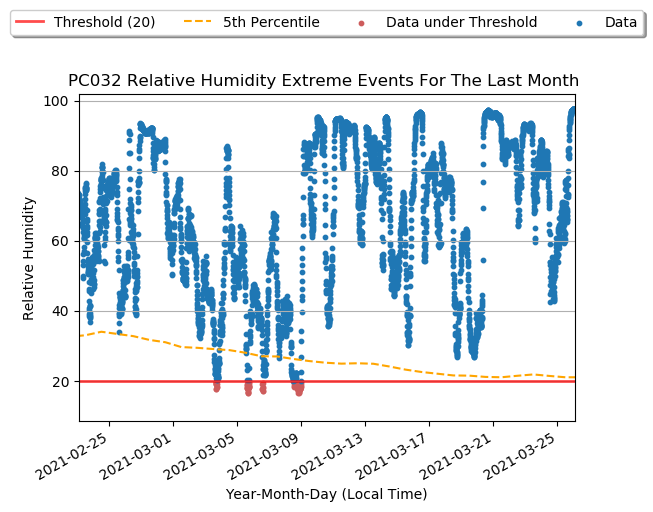 Threshold (20) 5th Percentile Data under Threshold Data
PC032 Relative Humidity Extreme Events For The Last Month
100
80
60
40
20
Relative Humidity
2021-02-25 2021-03-01 2021-03-05 2021-03-09 2021-03-13 2021-03-17 2021-03-21 2021-03-25
Year-Month-Day (Local Time)